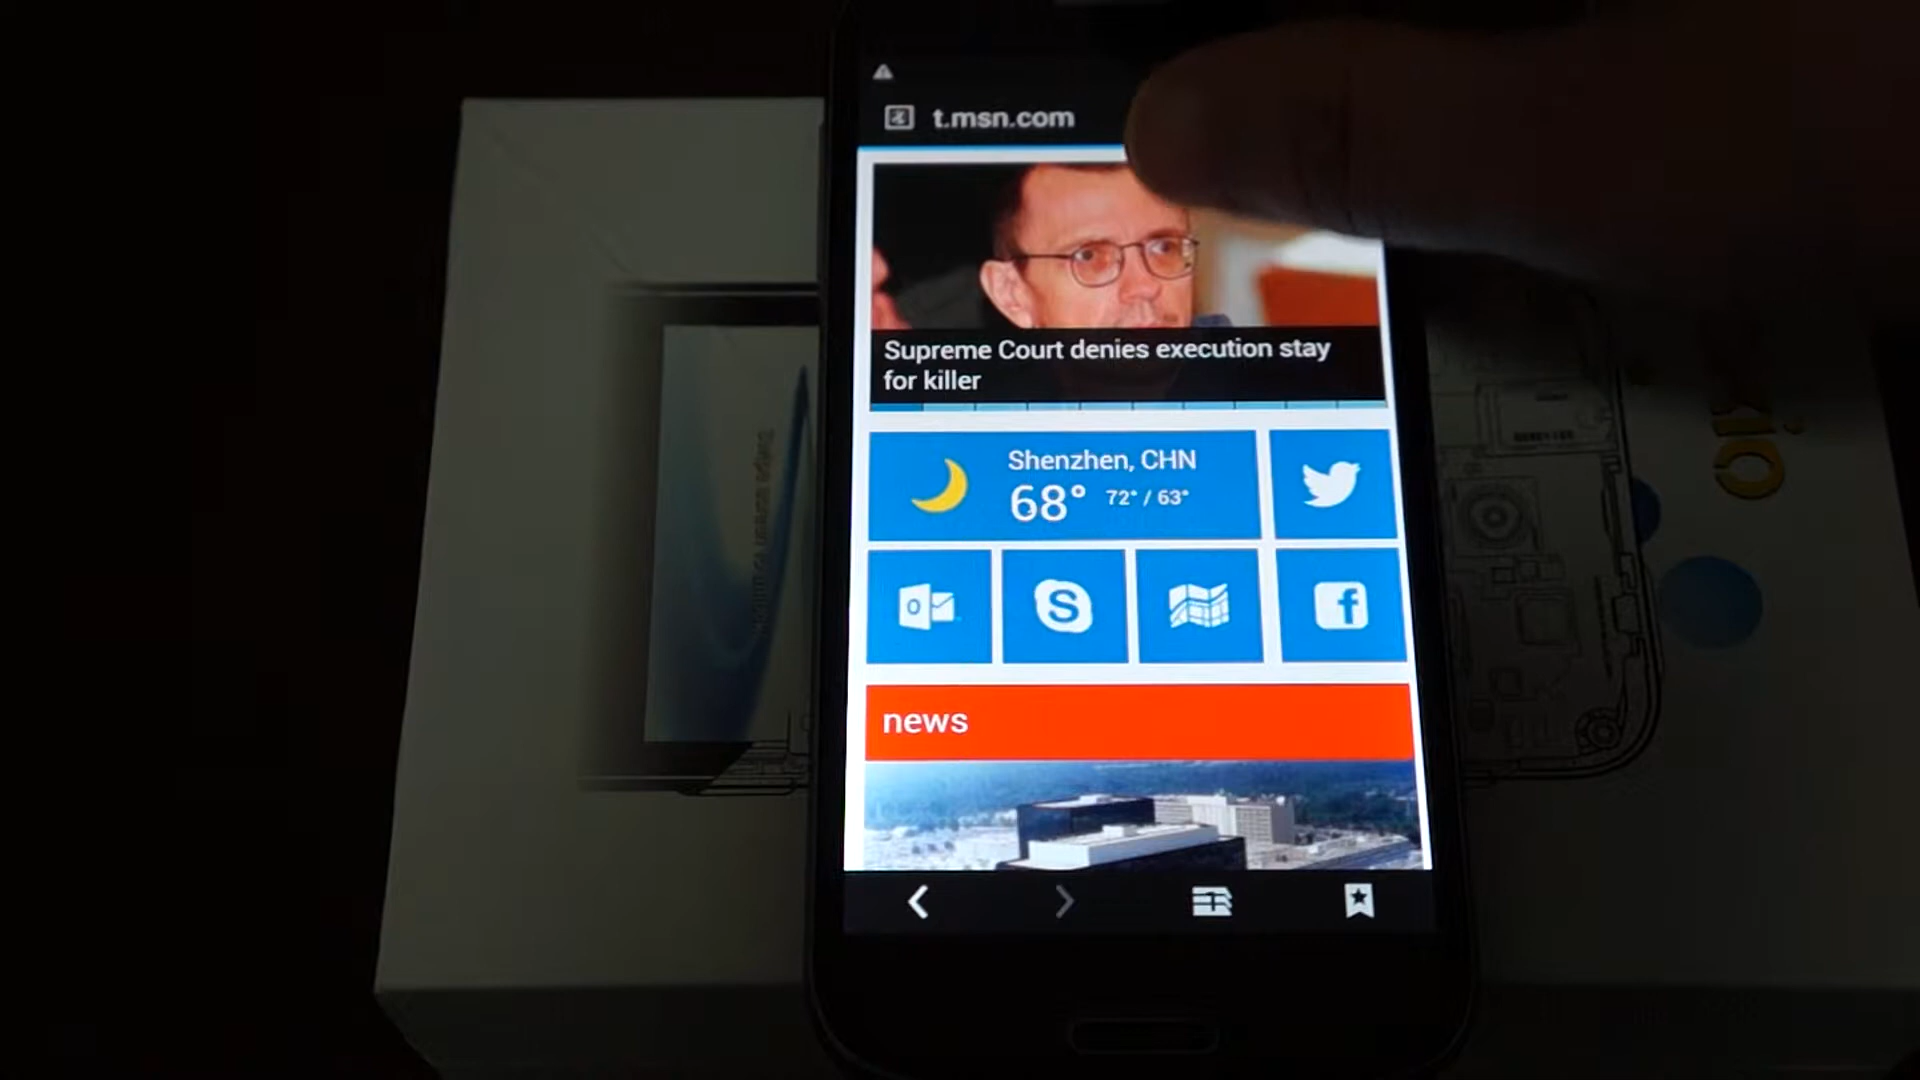 t.msn.com
Supreme Court denies execution stay
for killer
Shenzhen, CHN
68° 72° / 63°
news